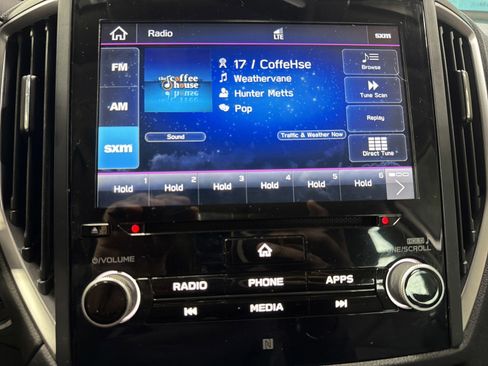 Radio
LTE
sxm
FM
AM
sxm
the coffee house
17 / CoffeHse
Weathervane
Hunter Metts
Pop
Browse
Tune Scan
Replay
Direct Tune
Sound
Traffic & Weather Now
1 2 3 4 5 6
Hold Hold Hold Hold Hold Hold
HOLD
VOLUME
TUNE/SCROLL
RADIO
PHONE
APPS
MEDIA
N